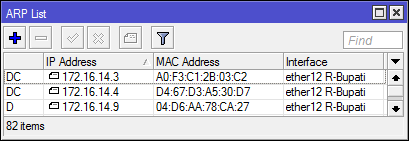 ARP List
Find
IP Address MAC Address Interface
DC 172.16.14.3 A0:F3:C1:2B:03:C2 ether12 R-Bupati
DC 172.16.14.4 D4:67:D3:A5:30:D7 ether12 R-Bupati
D 172.16.14.9 04:D6:AA:78:CA:27 ether12 R-Bupati
82 items